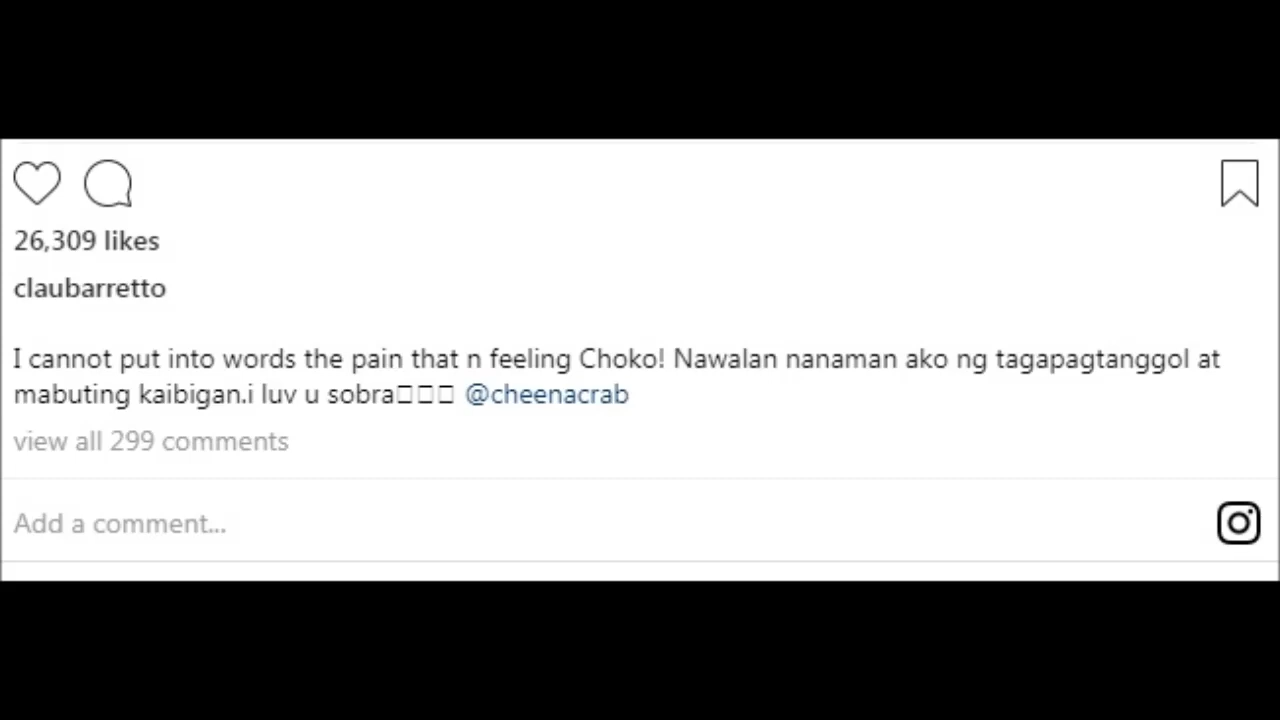 26,309 likes
claubarretto
I cannot put into words the pain that n feeling Choko! Nawalan nanaman ako ng tagapagtanggol at
mabuting kaibigan.i luv u sobra□□□ @cheenacrab
view all 299 comments
Add a comment...